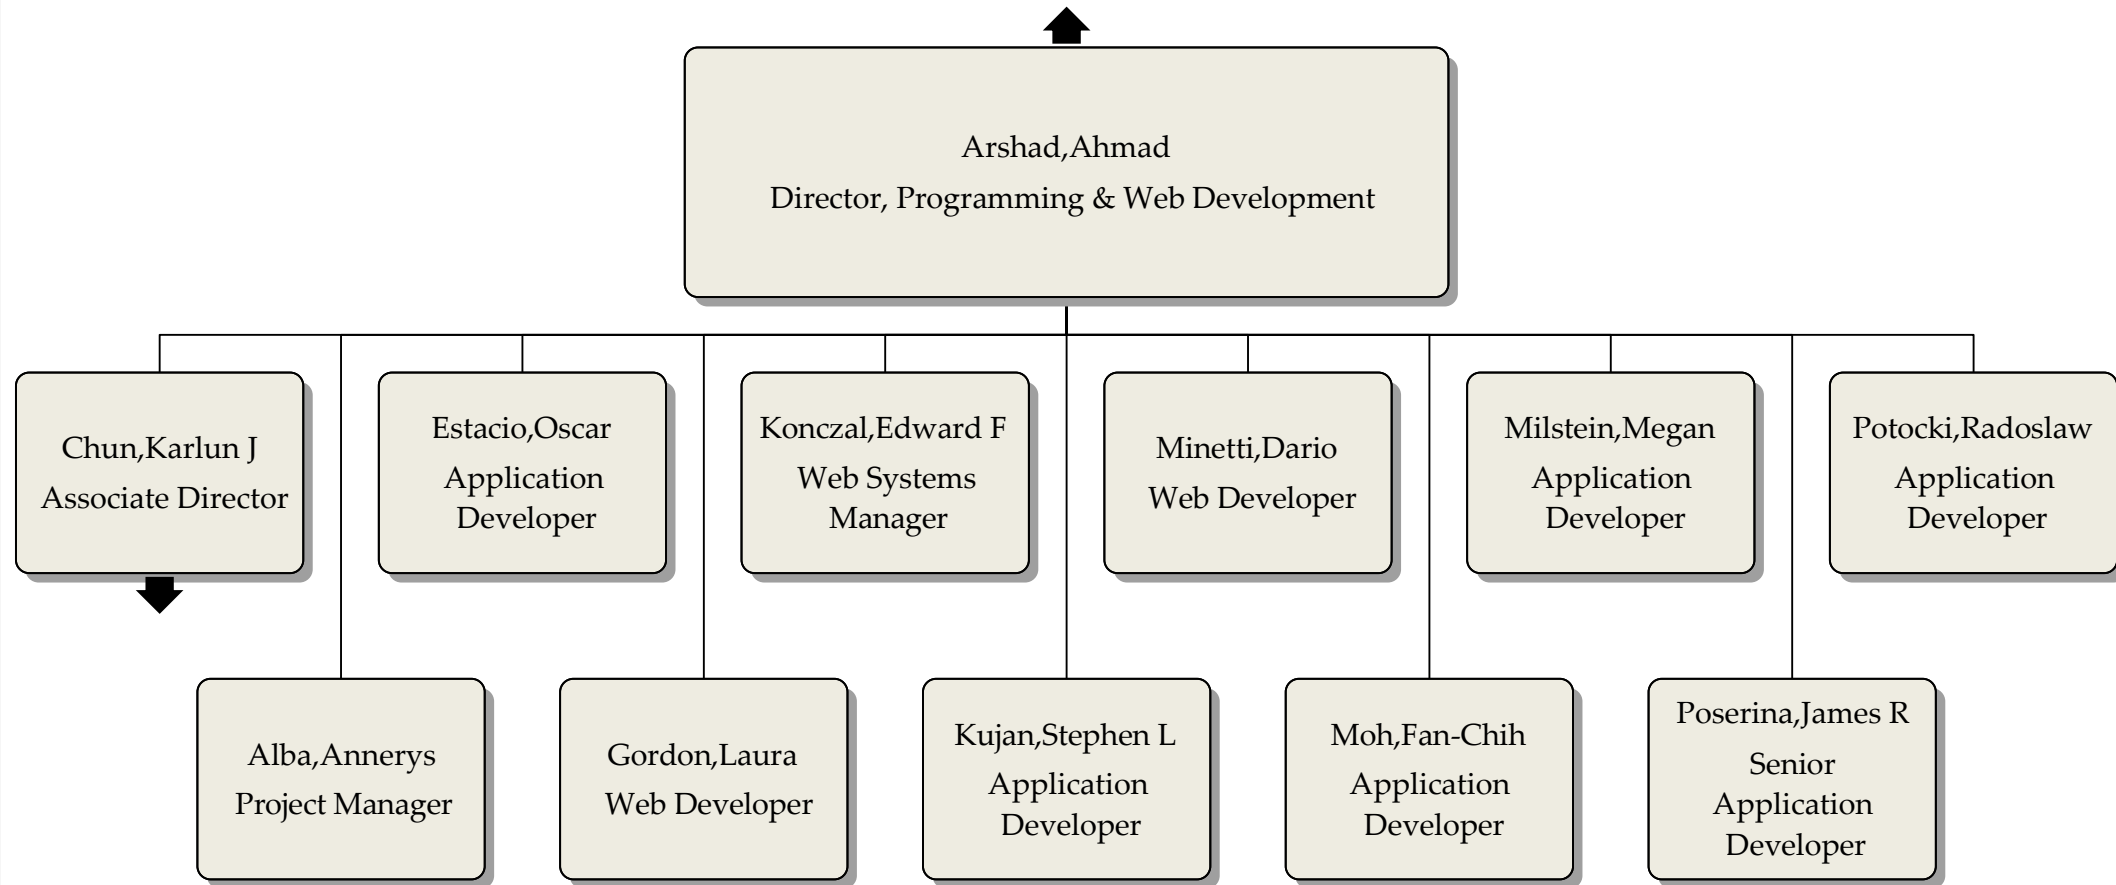 Arshad,Ahmad
Director, Programming & Web Development
Chun,Karlun J
Associate Director
Estacio,Oscar
Application
Developer
Konczal,Edward F
Web Systems
Manager
Minetti,Dario
Web Developer
Milstein,Megan
Application
Developer
Potocki,Radoslaw
Application
Developer
Alba,Annerys
Project Manager
Gordon,Laura
Web Developer
Kujan,Stephen L
Application
Developer
Moh,Fan-Chih
Application
Developer
Poserina,James R
Senior
Application
Developer